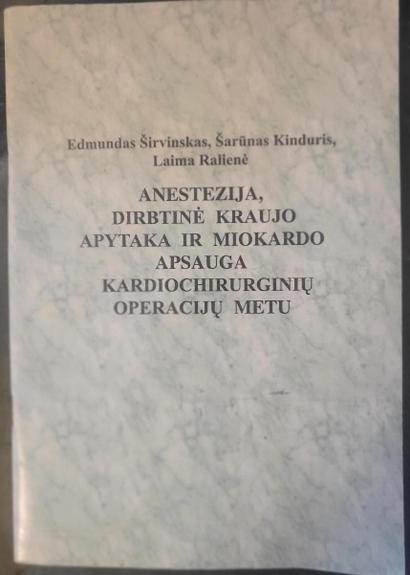 Edmundas Širvinskas, Šarūnas Kinduris,
Laima Ralienė
ANESTEZIJA,
DIRBTINĖ KRAUJO
APYTAKA IR MIOKARDO
APSAUGA
KARDIOCHIRURGINIŲ
OPERACIJŲ METU